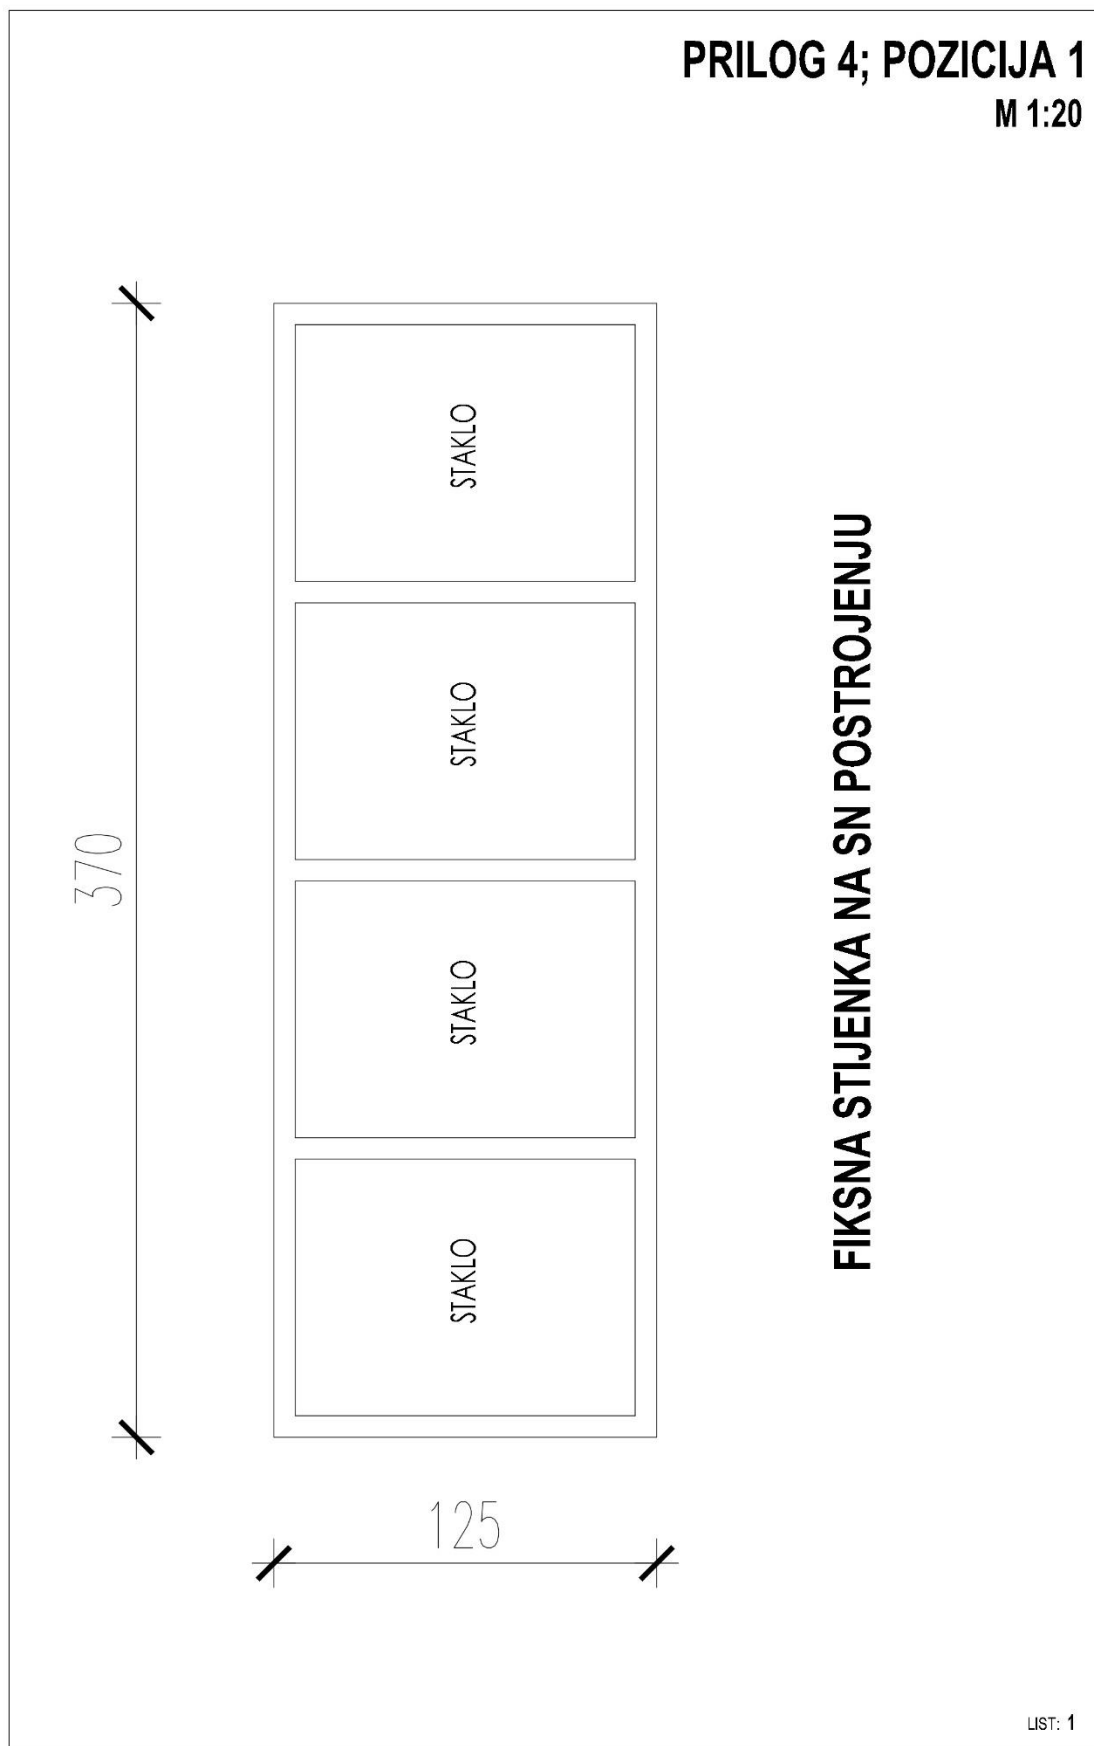 PRILOG 4; POZICIJA 1
M 1:20
STAKLO
STAKLO
STAKLO
STAKLO
370
FIKSNA STIJENKA NA SN POSTROJENJU
125
LIST: 1